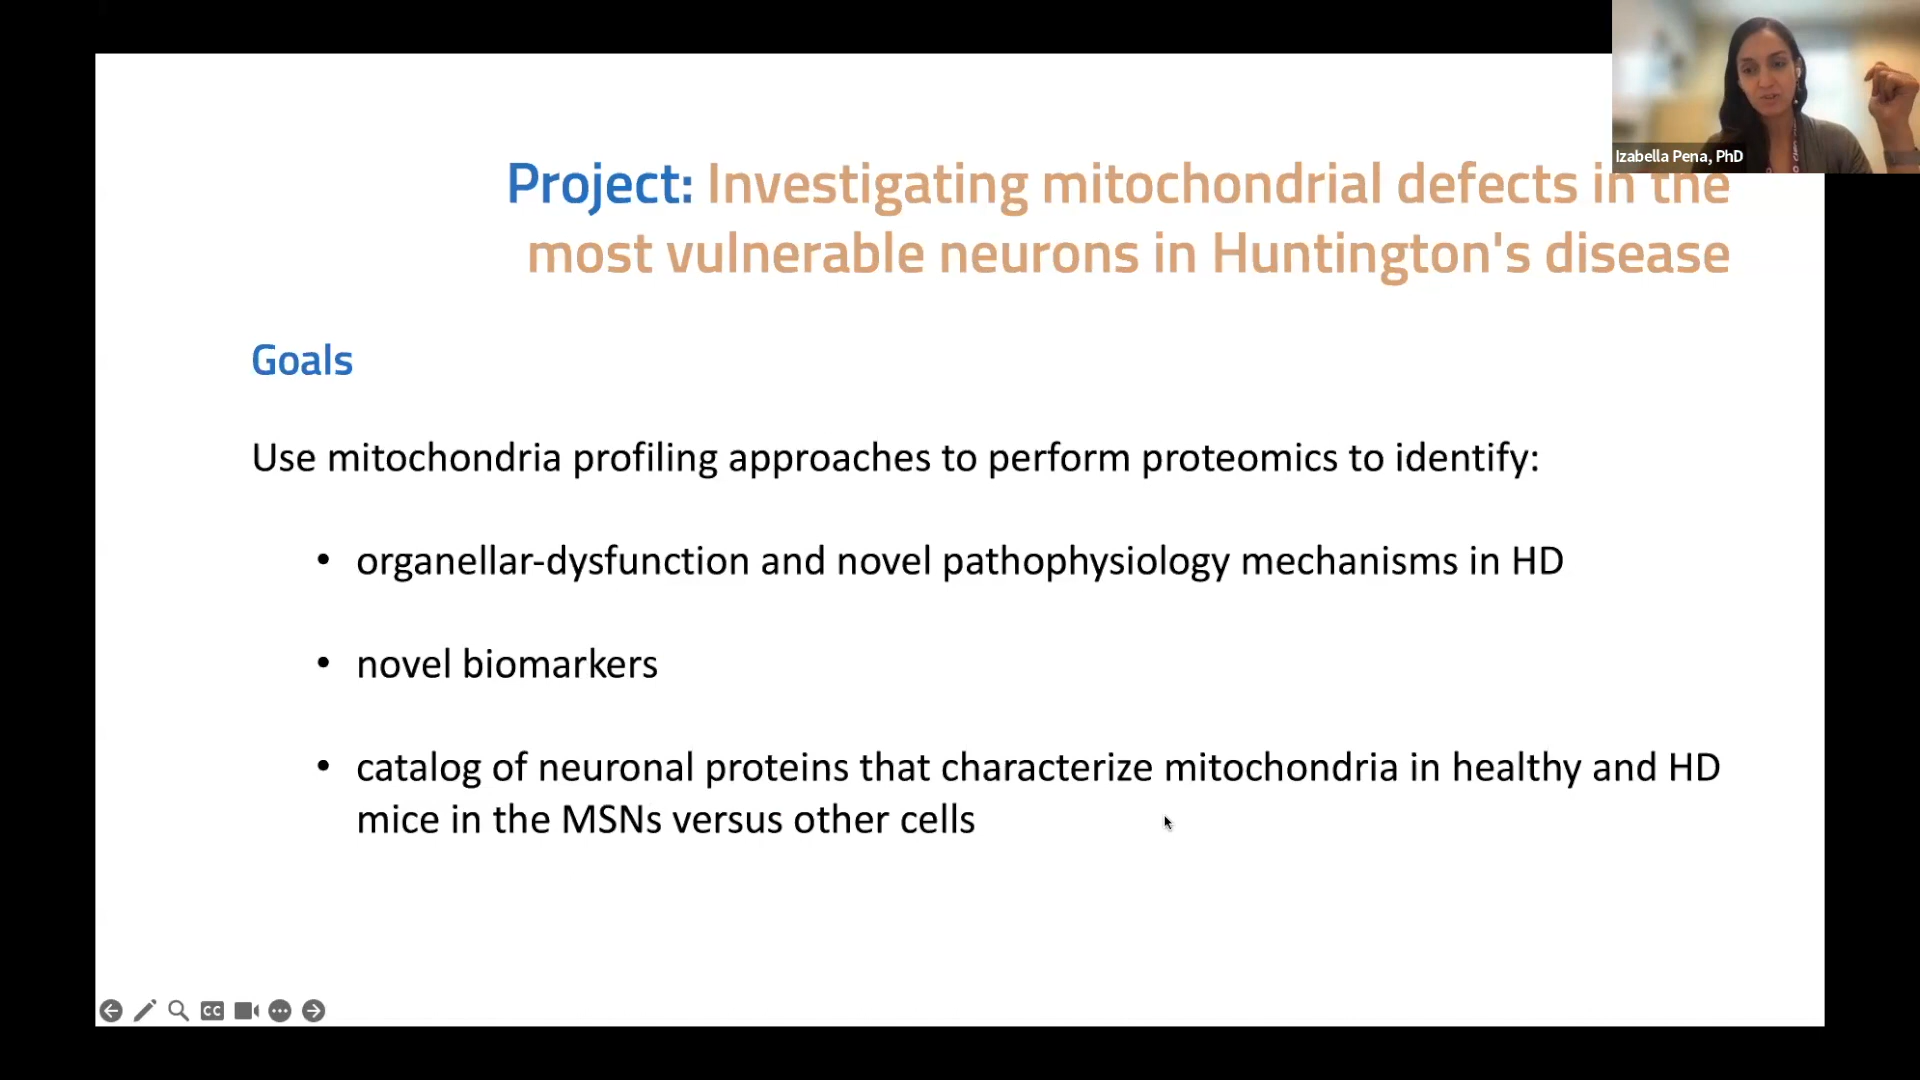 Izabella Pena, PhD
Project: Investigating mitochondrial defects in the
most vulnerable neurons in Huntington's disease
Goals
Use mitochondria profiling approaches to perform proteomics to identify:
• organellar-dysfunction and novel pathophysiology mechanisms in HD
• novel biomarkers
• catalog of neuronal proteins that characterize mitochondria in healthy and HD
mice in the MSNs versus other cells
CC